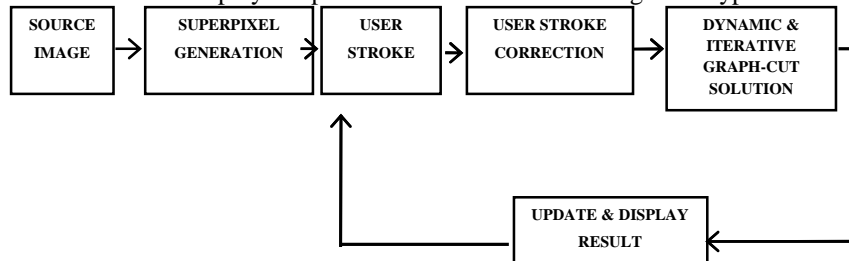 SOURCE
IMAGE
SUPERPIXEL
GENERATION
USER
STROKE
USER STROKE
CORRECTION
DYNAMIC &
ITERATIVE
GRAPH-CUT
SOLUTION
UPDATE & DISPLAY
RESULT